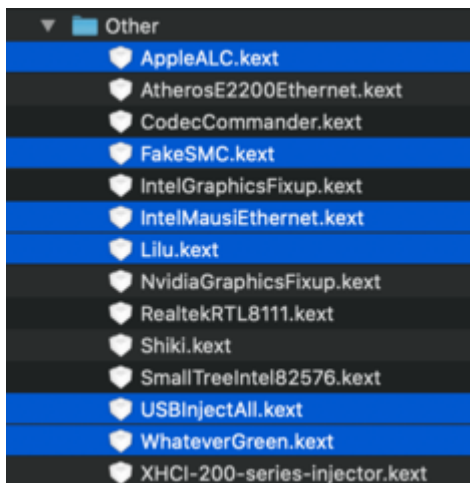 Other
AppleALC.kext
AtherosE2200Ethernet.kext
CodecCommander.kext
FakeSMC.kext
IntelGraphicsFixup.kext
IntelMausiEthernet.kext
Lilu.kext
NvidiaGraphicsFixup.kext
RealtekRTL8111.kext
Shiki.kext
SmallTreeIntel82576.kext
USBInjectAll.kext
WhateverGreen.kext
XHCI-200-series-injector.kext